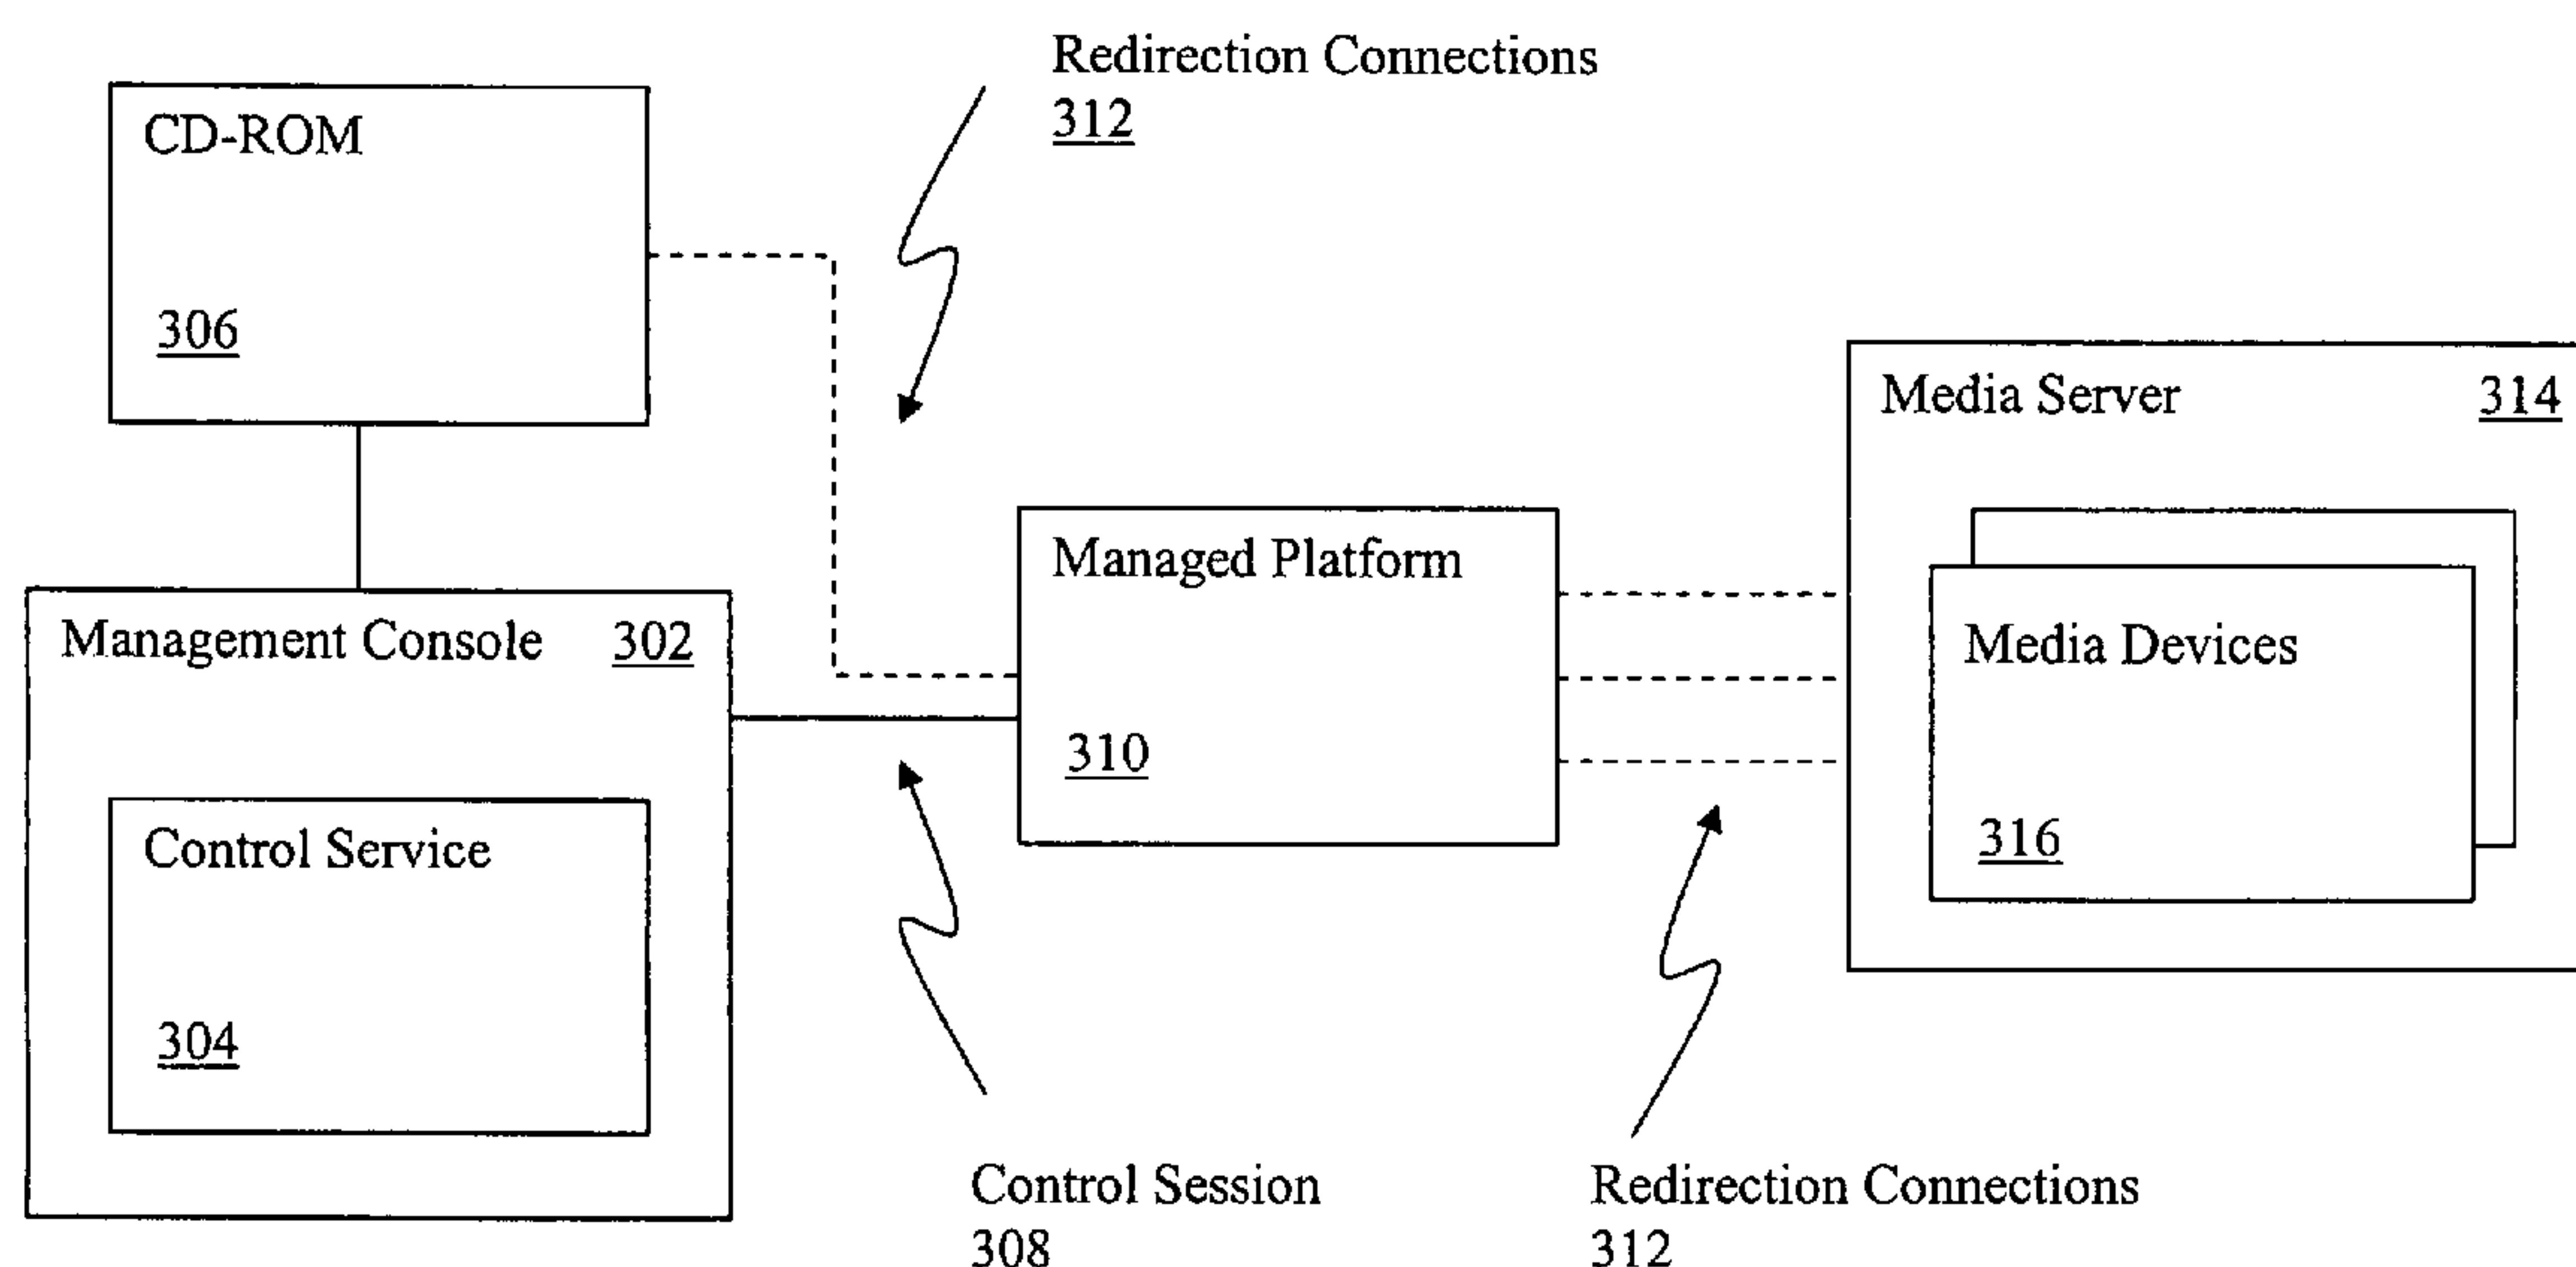 Redirection Connections
312
CD-ROM
306
Media Server 314
Managed Platform
310
Media Devices
316
Management Console 302
Control Service
304
Control Session
308
Redirection Connections
312